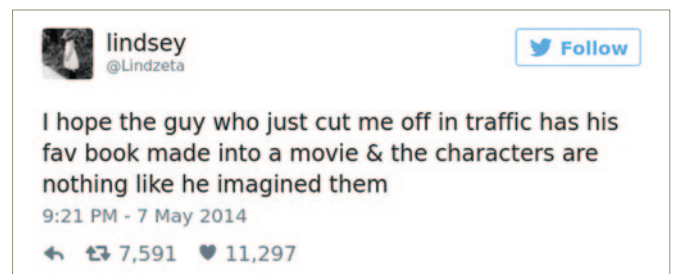 lindsey
Follow
@Lindzeta
I hope the guy who just cut me off in traffic has his
fav book made into a movie & the characters are
nothing like he imagined them
9:21 PM - 7 May 2014
7,591 11,297